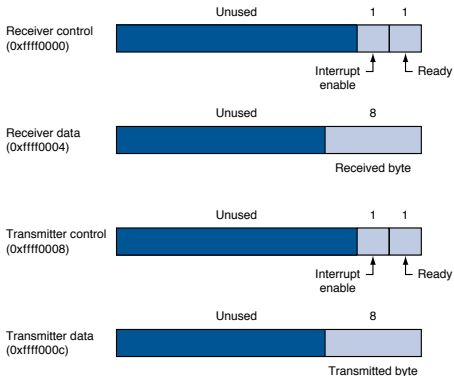 Unused 1 1
Receiver control
(0xffff0000)
Interrupt
enable
Ready
Unused 8
Receiver data
(0xffff0004)
Received byte
Unused 1 1
Transmitter control
(0xffff0008)
Interrupt
enable
Ready
Unused 8
Transmitter data
(0xffff000c)
Transmitted byte